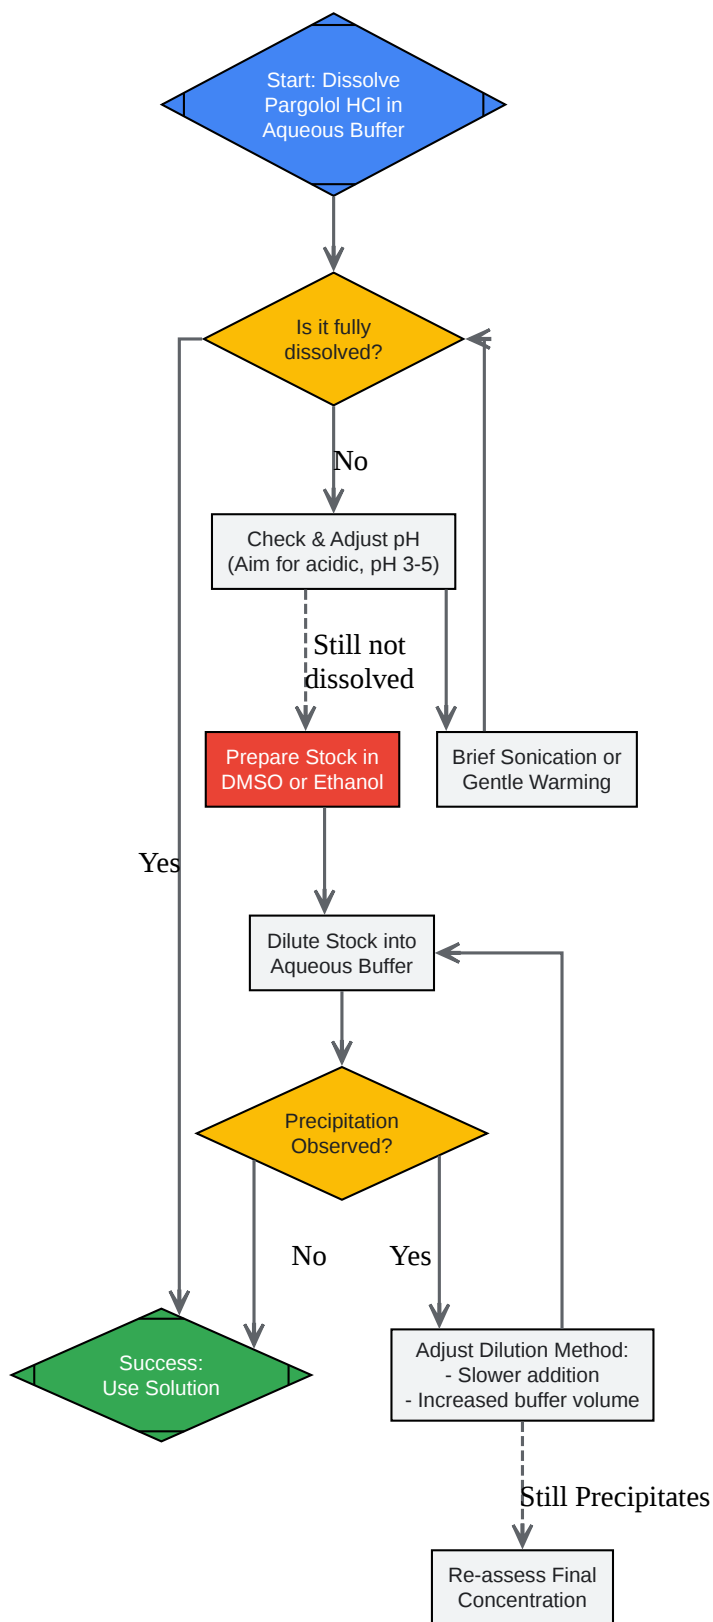 Start: Dissolve
Pargolol HCl in
Aqueous Buffer
Is it fully
dissolved?
No
Check & Adjust pH
(Aim for acidic, pH 3-5)
Still not
dissolved
Prepare Stock in
DMSO or Ethanol
Brief Sonication or
Gentle Warming
Yes
Dilute Stock into
Aqueous Buffer
Precipitation
Observed?
No
Yes
Success:
Use Solution
Adjust Dilution Method:
- Slower addition
- Increased buffer volume
Still Precipitates
Re-assess Final
Concentration